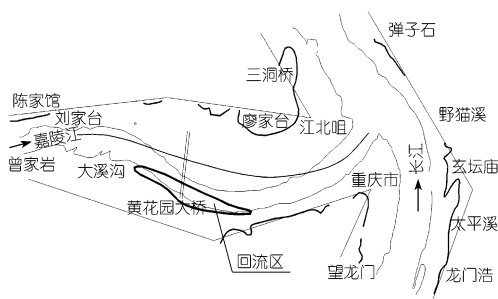 弹子石
三洞桥
陈家馆
刘家台
廖家台
江北咀
野猫溪
嘉陵江
曾家岩
大溪沟
长江
玄坛庙
重庆市
黄花园大桥
太平溪
回流区
望龙门
龙门浩